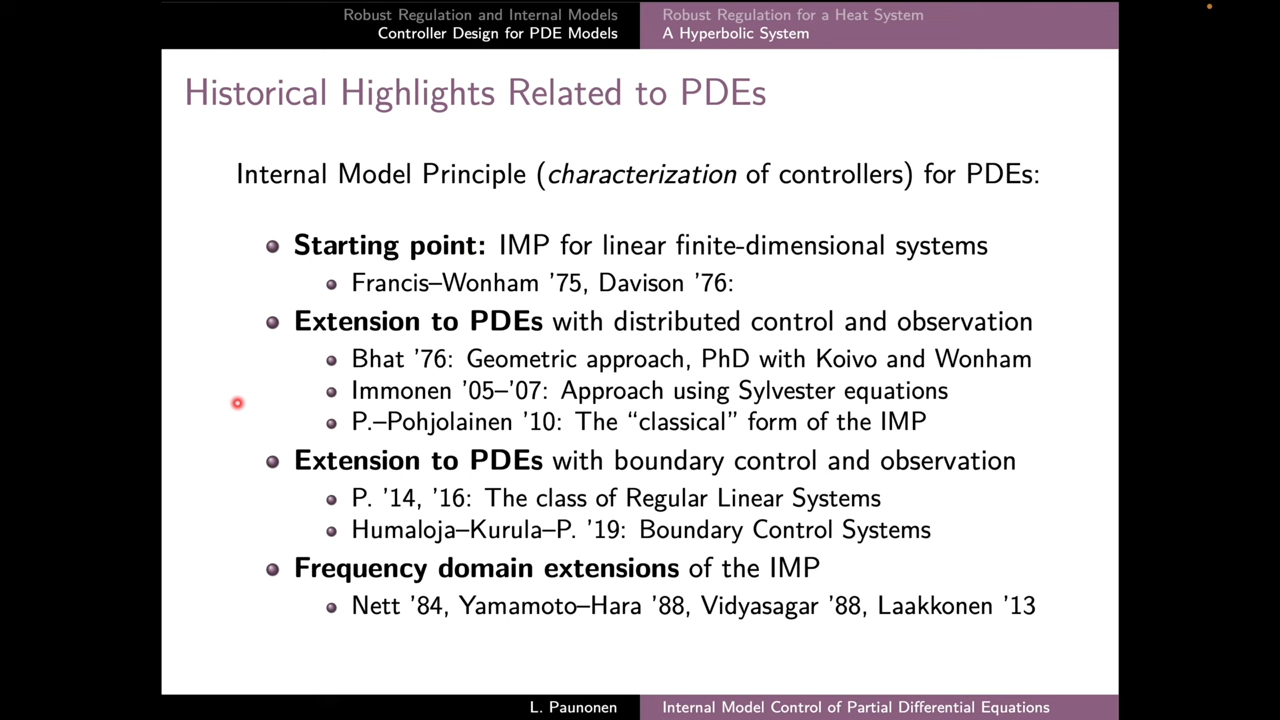 Robust Regulation and Internal Models
Controller Design for PDE Models
Robust Regulation for a Heat System
A Hyperbolic System
Historical Highlights Related to PDEs
Internal Model Principle (characterization of controllers) for PDEs:
Starting point: IMP for linear finite-dimensional systems
Francis–Wonham '75, Davison '76:
Extension to PDEs with distributed control and observation
Bhat '76: Geometric approach, PhD with Koivo and Wonham
Immonen '05–'07: Approach using Sylvester equations
P.–Pohjolainen '10: The “classical” form of the IMP
Extension to PDEs with boundary control and observation
P. '14, '16: The class of Regular Linear Systems
Humaloja–Kurula–P. '19: Boundary Control Systems
Frequency domain extensions of the IMP
Nett '84, Yamamoto–Hara '88, Vidyasagar '88, Laakkonen '13
L. Paunonen
Internal Model Control of Partial Differential Equations